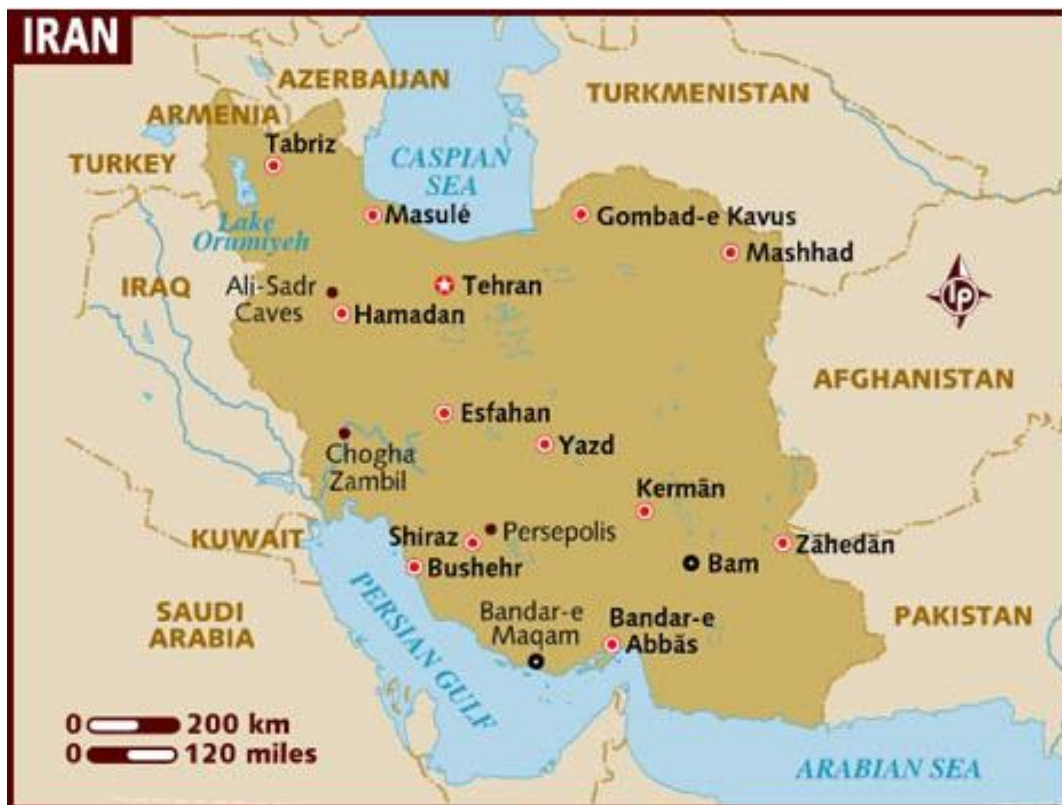 IRAN
AZERBAIJAN
TURKMENISTAN
ARMENIA
Tabriz
TURKEY
CASPIAN
SEA
Masulé
Gombad-e Kavus
Lake
Orumiyeh
Mashhad
IRAQ
Ali-Sadr
Caves
Tehran
Hamadan
LP
AFGHANISTAN
Esfahan
Yazd
Chogha
Zambil
Kermān
KUWAIT
Shiraz
Persepolis
Zāhedān
Bushehr
Bam
SAUDI
ARABIA
PERSIAN GULF
Bandar-e
Maqam
Bandar-e
Abbās
PAKISTAN
0 200 km
0 120 miles
ARABIAN SEA